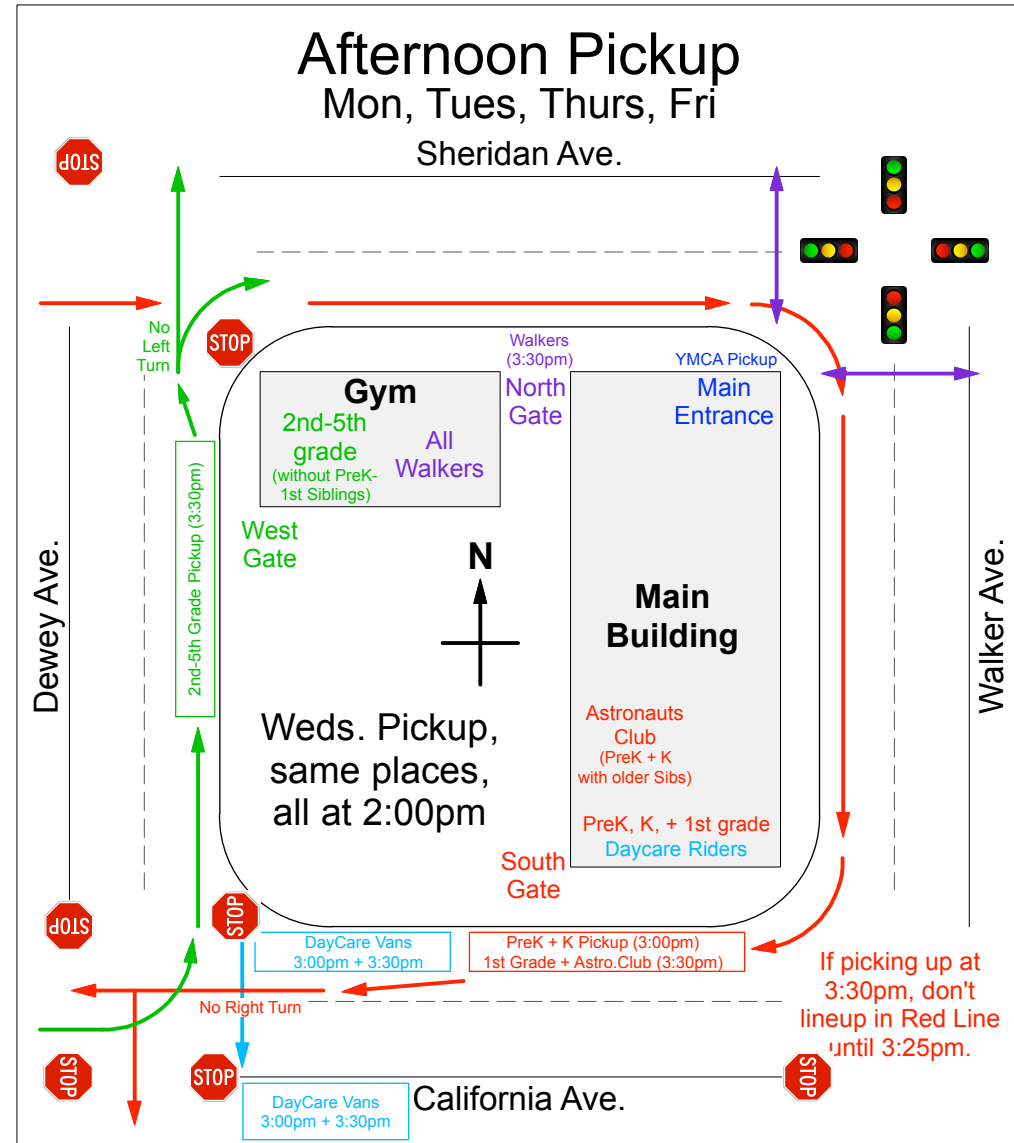 Afternoon Pickup
Mon, Tues, Thurs, Fri
Sheridan Ave.
STOP
No
Left
Turn
STOP
Walkers
(3:30pm)
North
Gate
YMCA Pickup
Main
Entrance
Gym
2nd-5th
grade
(without PreK-
1st Siblings)
All
Walkers
West
Gate
2nd-5th Grade Pickup (3:30pm)
Dewey Ave.
N
Main
Building
Walker Ave.
Weds. Pickup,
same places,
all at 2:00pm
Astronauts
Club
(PreK + K
with older Sibs)
PreK, K, + 1st grade
Daycare Riders
South
Gate
STOP
STOP
DayCare Vans
3:00pm + 3:30pm
PreK + K Pickup (3:00pm)
1st Grade + Astro.Club (3:30pm)
No Right Turn
If picking up at
3:30pm, don't
lineup in Red Line
until 3:25pm.
STOP
STOP
STOP
DayCare Vans
3:00pm + 3:30pm
California Ave.